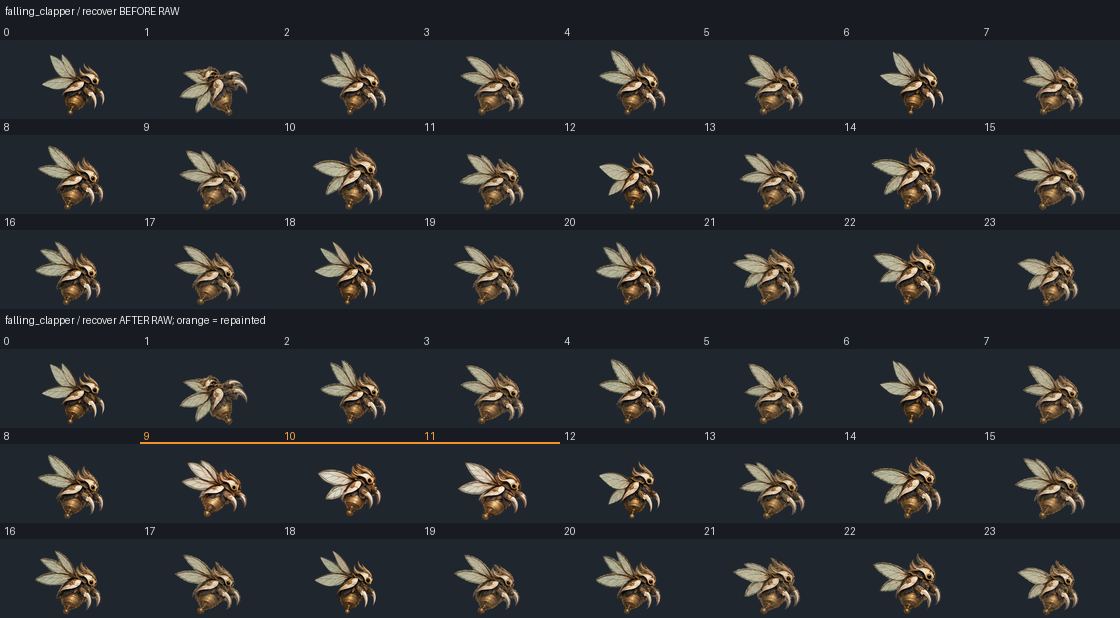 falling_clapper / recover BEFORE RAW
0 1 2 3 4 5 6 7
8 9 10 11 12 13 14 15
16 17 18 19 20 21 22 23
falling_clapper / recover AFTER RAW; orange = repainted
0 1 2 3 4 5 6 7
8 9 10 11 12 13 14 15
16 17 18 19 20 21 22 23